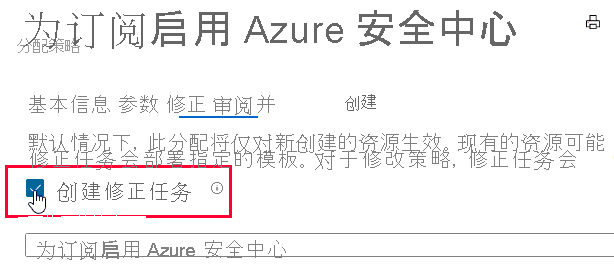 为订阅启用 Azure 安全中心
分配策略
基本信息 参数 修正 审阅并 创建
默认情况下, 此分配将仅对新创建的资源生效。现有的资源可能
修正任务会部署指定的模板。对于修改策略, 修正任务会
创建修正任务
为订阅启用 Azure 安全中心